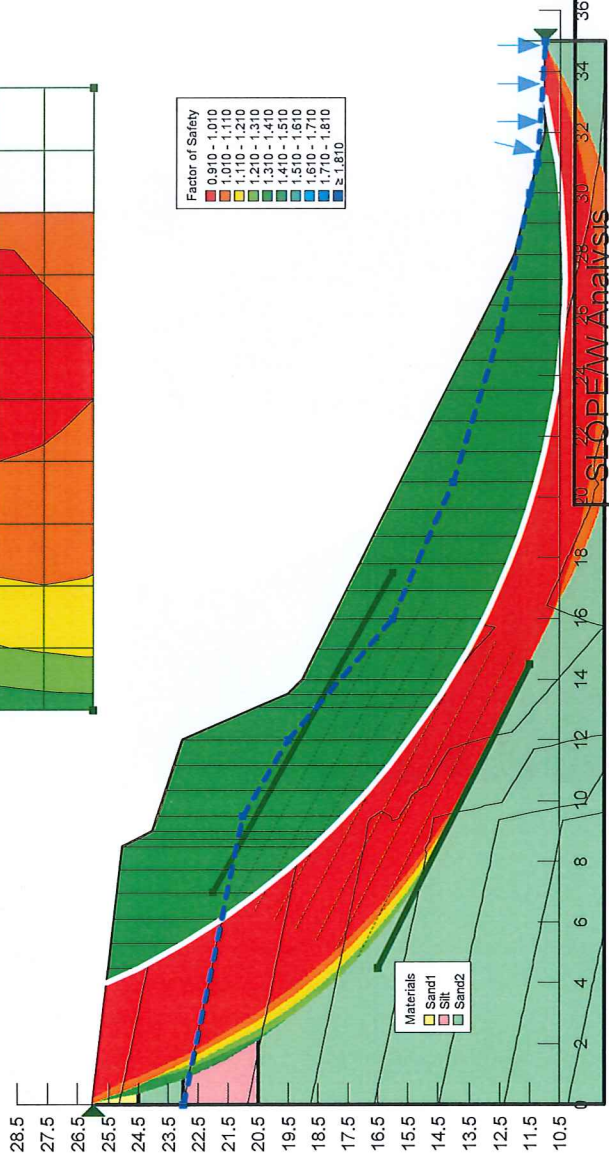 Factor of Safety
0.910 - 1.010
1.010 - 1.110
1.110 - 1.210
1.210 - 1.310
1.310 - 1.410
1.410 - 1.510
1.510 - 1.610
1.610 - 1.710
1.710 - 1.810
≥ 1.810
Materials
Sand1
Silt
Sand2
28.5
27.5
26.5
25.5
24.5
23.5
22.5
21.5
20.5
19.5
18.5
17.5
16.5
15.5
14.5
13.5
12.5
11.5
10.5
0 2 4 6 8 10 12 14 16 18 20 22 24 26 28 30 32 34 36
SLOPE/W Analysis